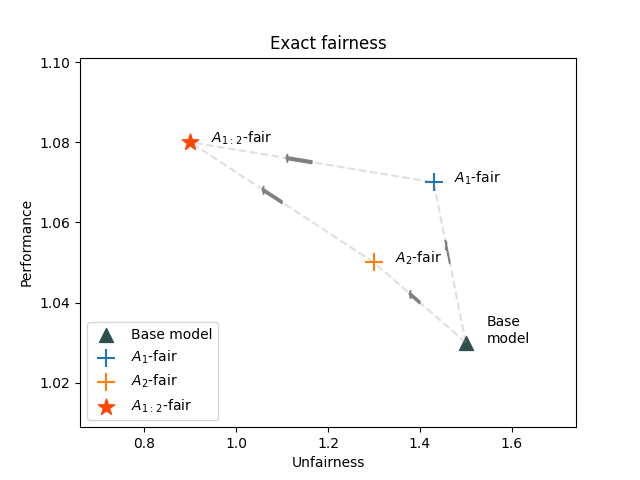 Exact fairness
1.10
1.08
1.06
1.04
1.02
Performance
A1:2-fair
A1-fair
A2-fair
Base
model
Base model
A1-fair
A2-fair
A1:2-fair
0.8 1.0 1.2 1.4 1.6
Unfairness